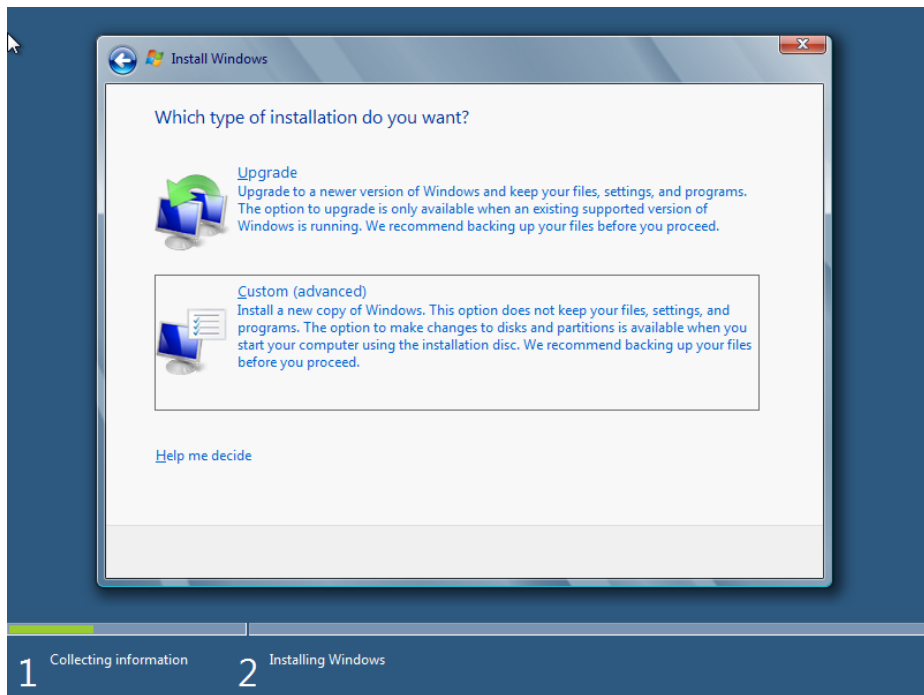 Install Windows
Which type of installation do you want?
Upgrade
Upgrade to a newer version of Windows and keep your files, settings, and programs.
The option to upgrade is only available when an existing supported version of
Windows is running. We recommend backing up your files before you proceed.
Custom (advanced)
Install a new copy of Windows. This option does not keep your files, settings, and
programs. The option to make changes to disks and partitions is available when you
start your computer using the installation disc. We recommend backing up your files
before you proceed.
Help me decide
1 Collecting information
2 Installing Windows